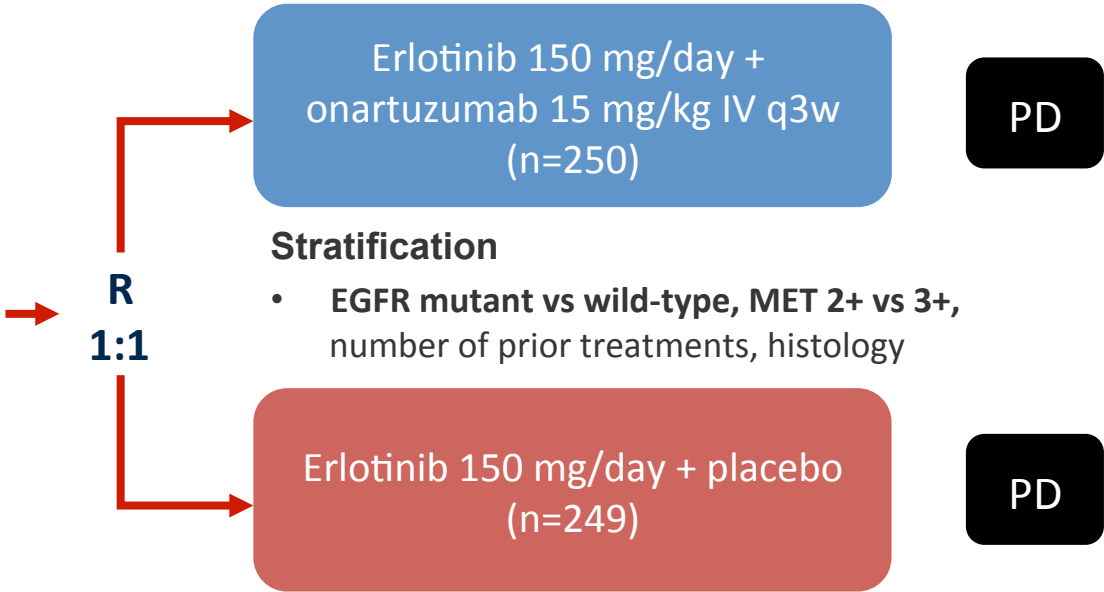 Erlotinib 150 mg/day +
onartuzumab 15 mg/kg IV q3w
(n=250)
PD
Stratification
• EGFR mutant vs wild-type, MET 2+ vs 3+,
number of prior treatments, histology
R
1:1
Erlotinib 150 mg/day + placebo
(n=249)
PD